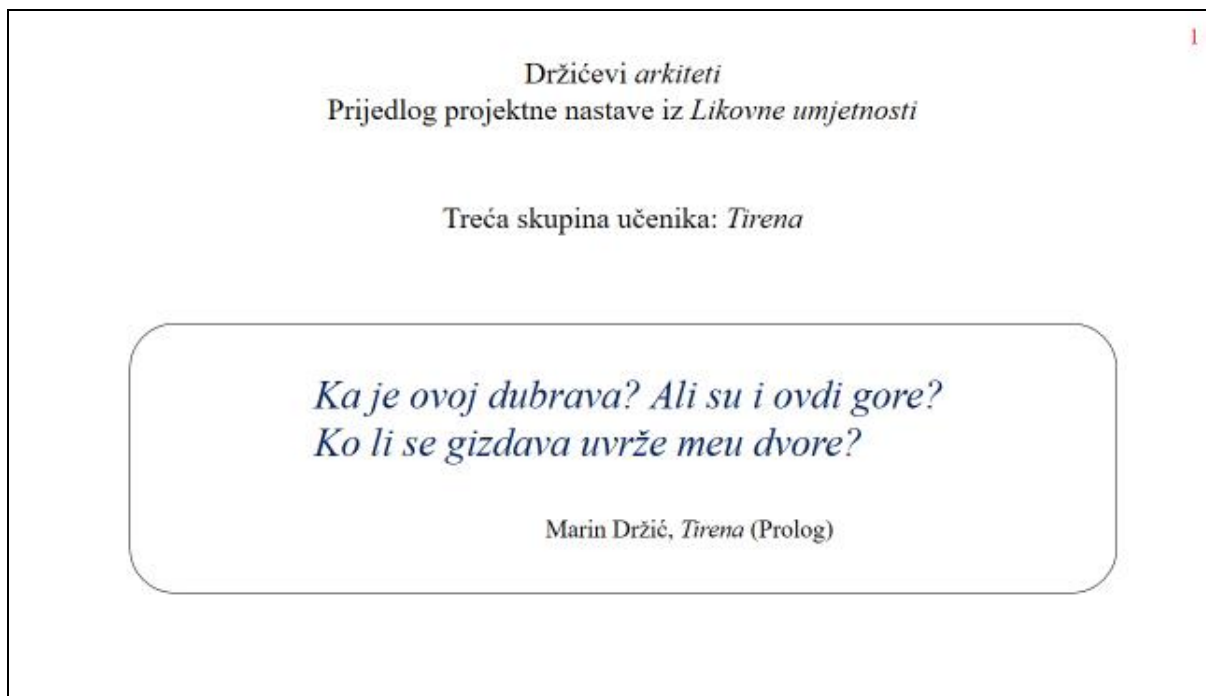 1
Držićevi arkiteti
Prijedlog projektne nastave iz Likovne umjetnosti
Treća skupina učenika: Tirena
Ka je ovoj dubrava? Ali su i ovdi gore?
Ko li se gizdava uvrže meu dvore?
Marin Držić, Tirena (Prolog)